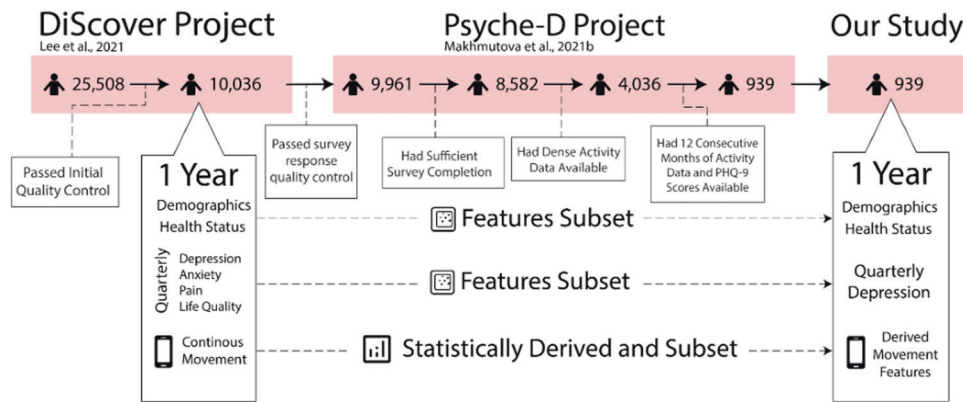 DiScover Project
Lee et al., 2021
Psyche-D Project
Makhmutova et al., 2021b
Our Study
25,508
10,036
9,961
8,582
4,036
939
939
Passed Initial
Quality Control
Passed survey
response
quality control
Had Sufficient
Survey Completion
Had Dense Activity
Data Available
Had 12 Consecutive
Months of Activity
Data and PHQ-9
Scores Available
1 Year
Demographics
Health Status
Quarterly
Depression
Anxiety
Pain
Life Quality
Continous
Movement
Features Subset
Features Subset
Statistically Derived and Subset
1 Year
Demographics
Health Status
Quarterly
Depression
Derived
Movement
Features